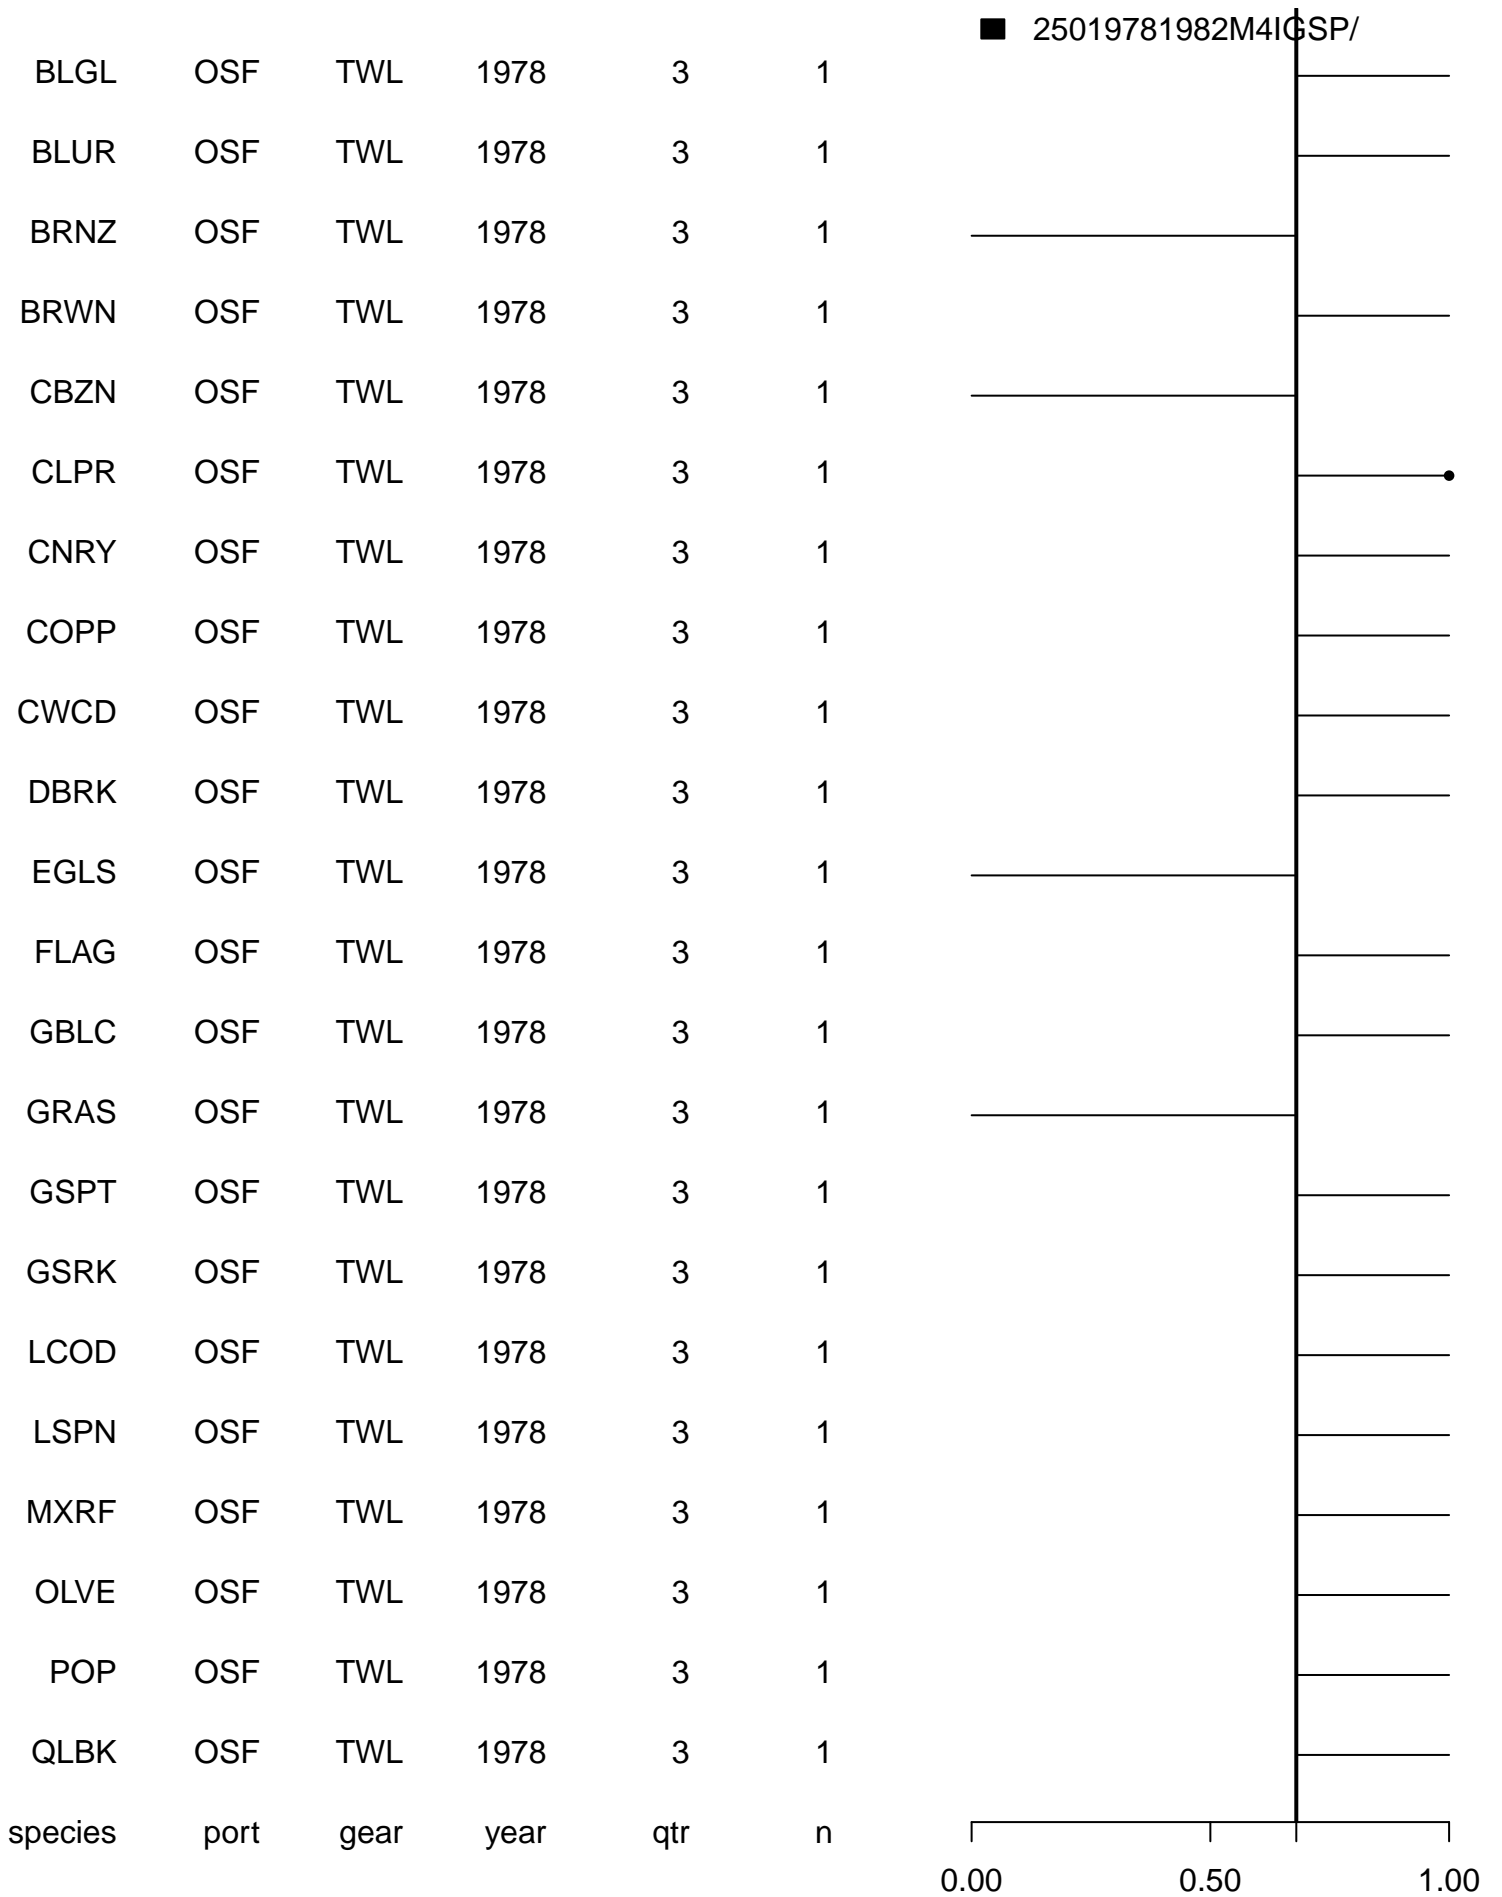 25019781982M4IGSP/
BLGL OSF TWL 1978 3 1
BLUR OSF TWL 1978 3 1
BRNZ OSF TWL 1978 3 1
BRWN OSF TWL 1978 3 1
CBZN OSF TWL 1978 3 1
CLPR OSF TWL 1978 3 1
CNRY OSF TWL 1978 3 1
COPP OSF TWL 1978 3 1
CWCD OSF TWL 1978 3 1
DBRK OSF TWL 1978 3 1
EGLS OSF TWL 1978 3 1
FLAG OSF TWL 1978 3 1
GBLC OSF TWL 1978 3 1
GRAS OSF TWL 1978 3 1
GSPT OSF TWL 1978 3 1
GSRK OSF TWL 1978 3 1
LCOD OSF TWL 1978 3 1
LSPN OSF TWL 1978 3 1
MXRF OSF TWL 1978 3 1
OLVE OSF TWL 1978 3 1
POP OSF TWL 1978 3 1
QLBK OSF TWL 1978 3 1
species port gear year qtr n
0.00 0.50 1.00